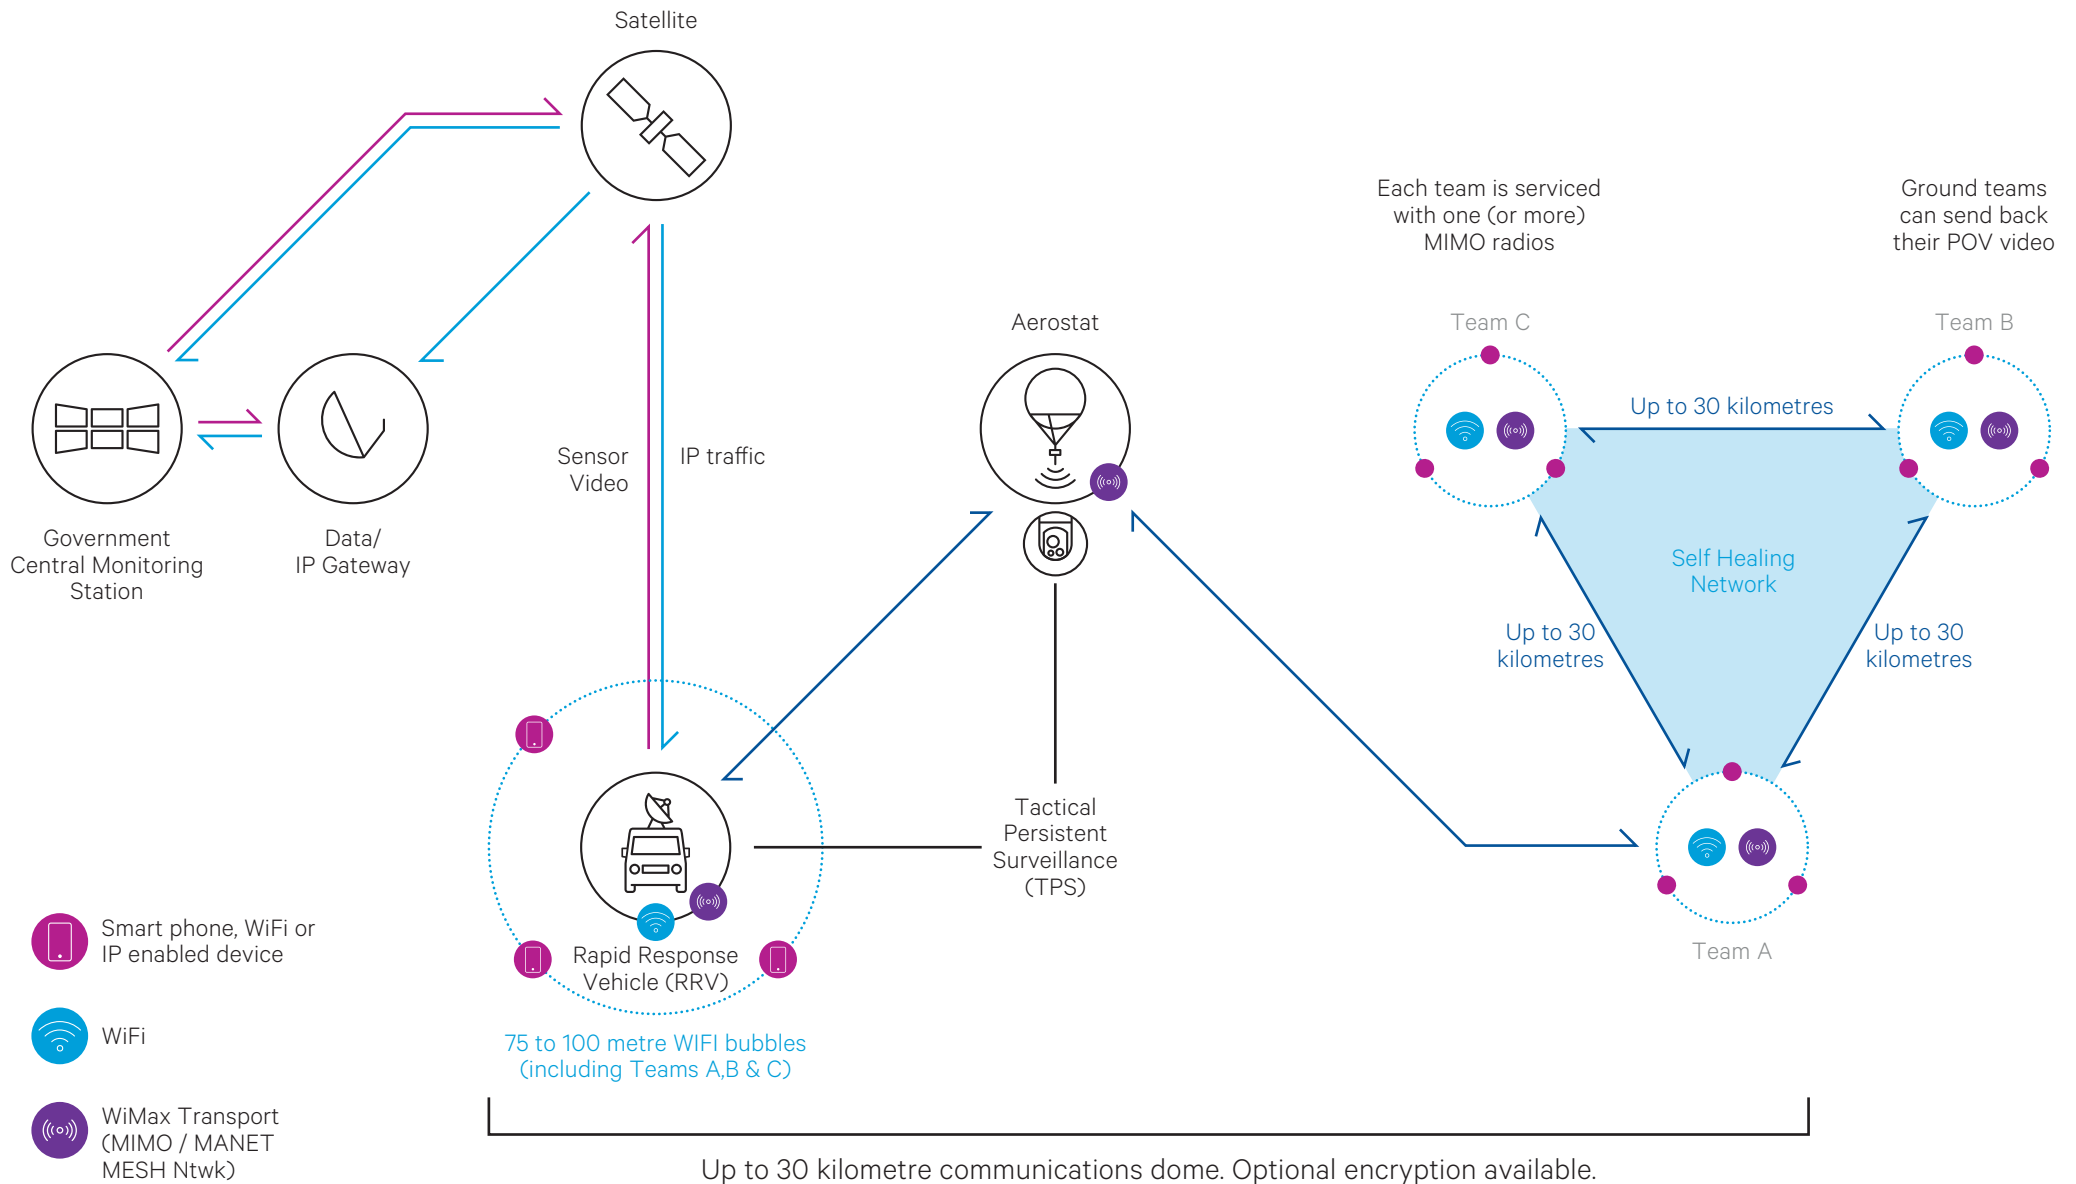 Satellite
Each team is serviced
with one (or more)
MIMO radios
Ground teams
can send back
their POV video
Aerostat
Team C
Team B
Up to 30 kilometres
Sensor
Video
IP traffic
Government
Central Monitoring
Station
Data/
IP Gateway
Self Healing
Network
Up to 30
kilometres
Up to 30
kilometres
Tactical
Persistent
Surveillance
(TPS)
Smart phone, WiFi or
IP enabled device
Rapid Response
Vehicle (RRV)
Team A
WiFi
75 to 100 metre WIFI bubbles
(including Teams A,B & C)
WiMax Transport
(MIMO / MANET
MESH Ntwk)
Up to 30 kilometre communications dome. Optional encryption available.